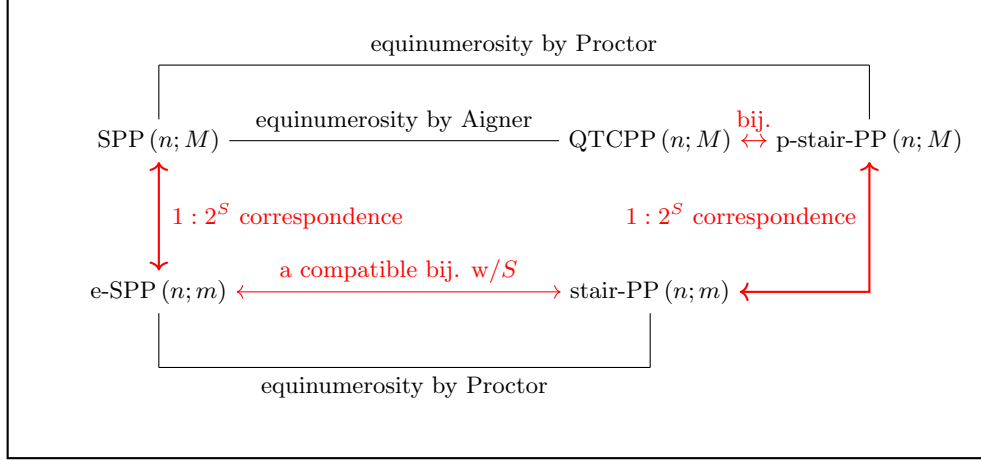 equinumerosity by Proctor
SPP (n; M) equinumerosity by Aigner QTCPP (n; M) bij. p-stair-PP (n; M)
1 : 2^S correspondence 1 : 2^S correspondence
e-SPP (n; m) a compatible bij. w/S stair-PP (n; m)
equinumerosity by Proctor